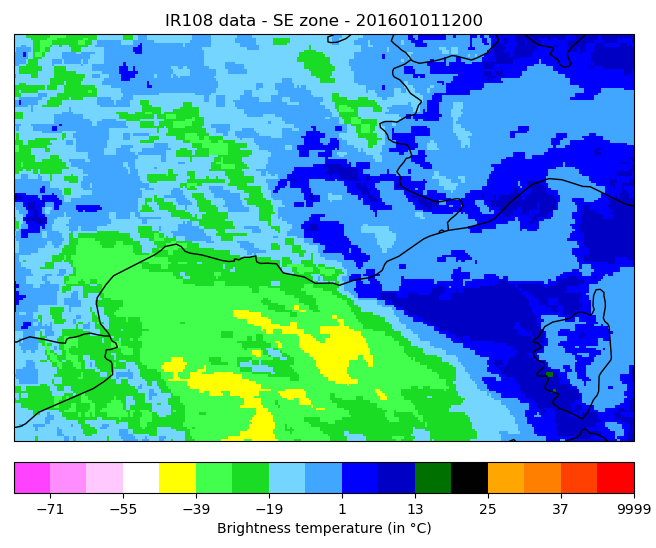 IR108 data - SE zone - 201601011200
−71 −55 −39 −19 1 13 25 37 9999
Brightness temperature (in °C)